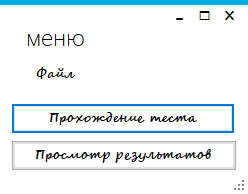 меню
Файл
Прохождение теста
Просмотр результатов